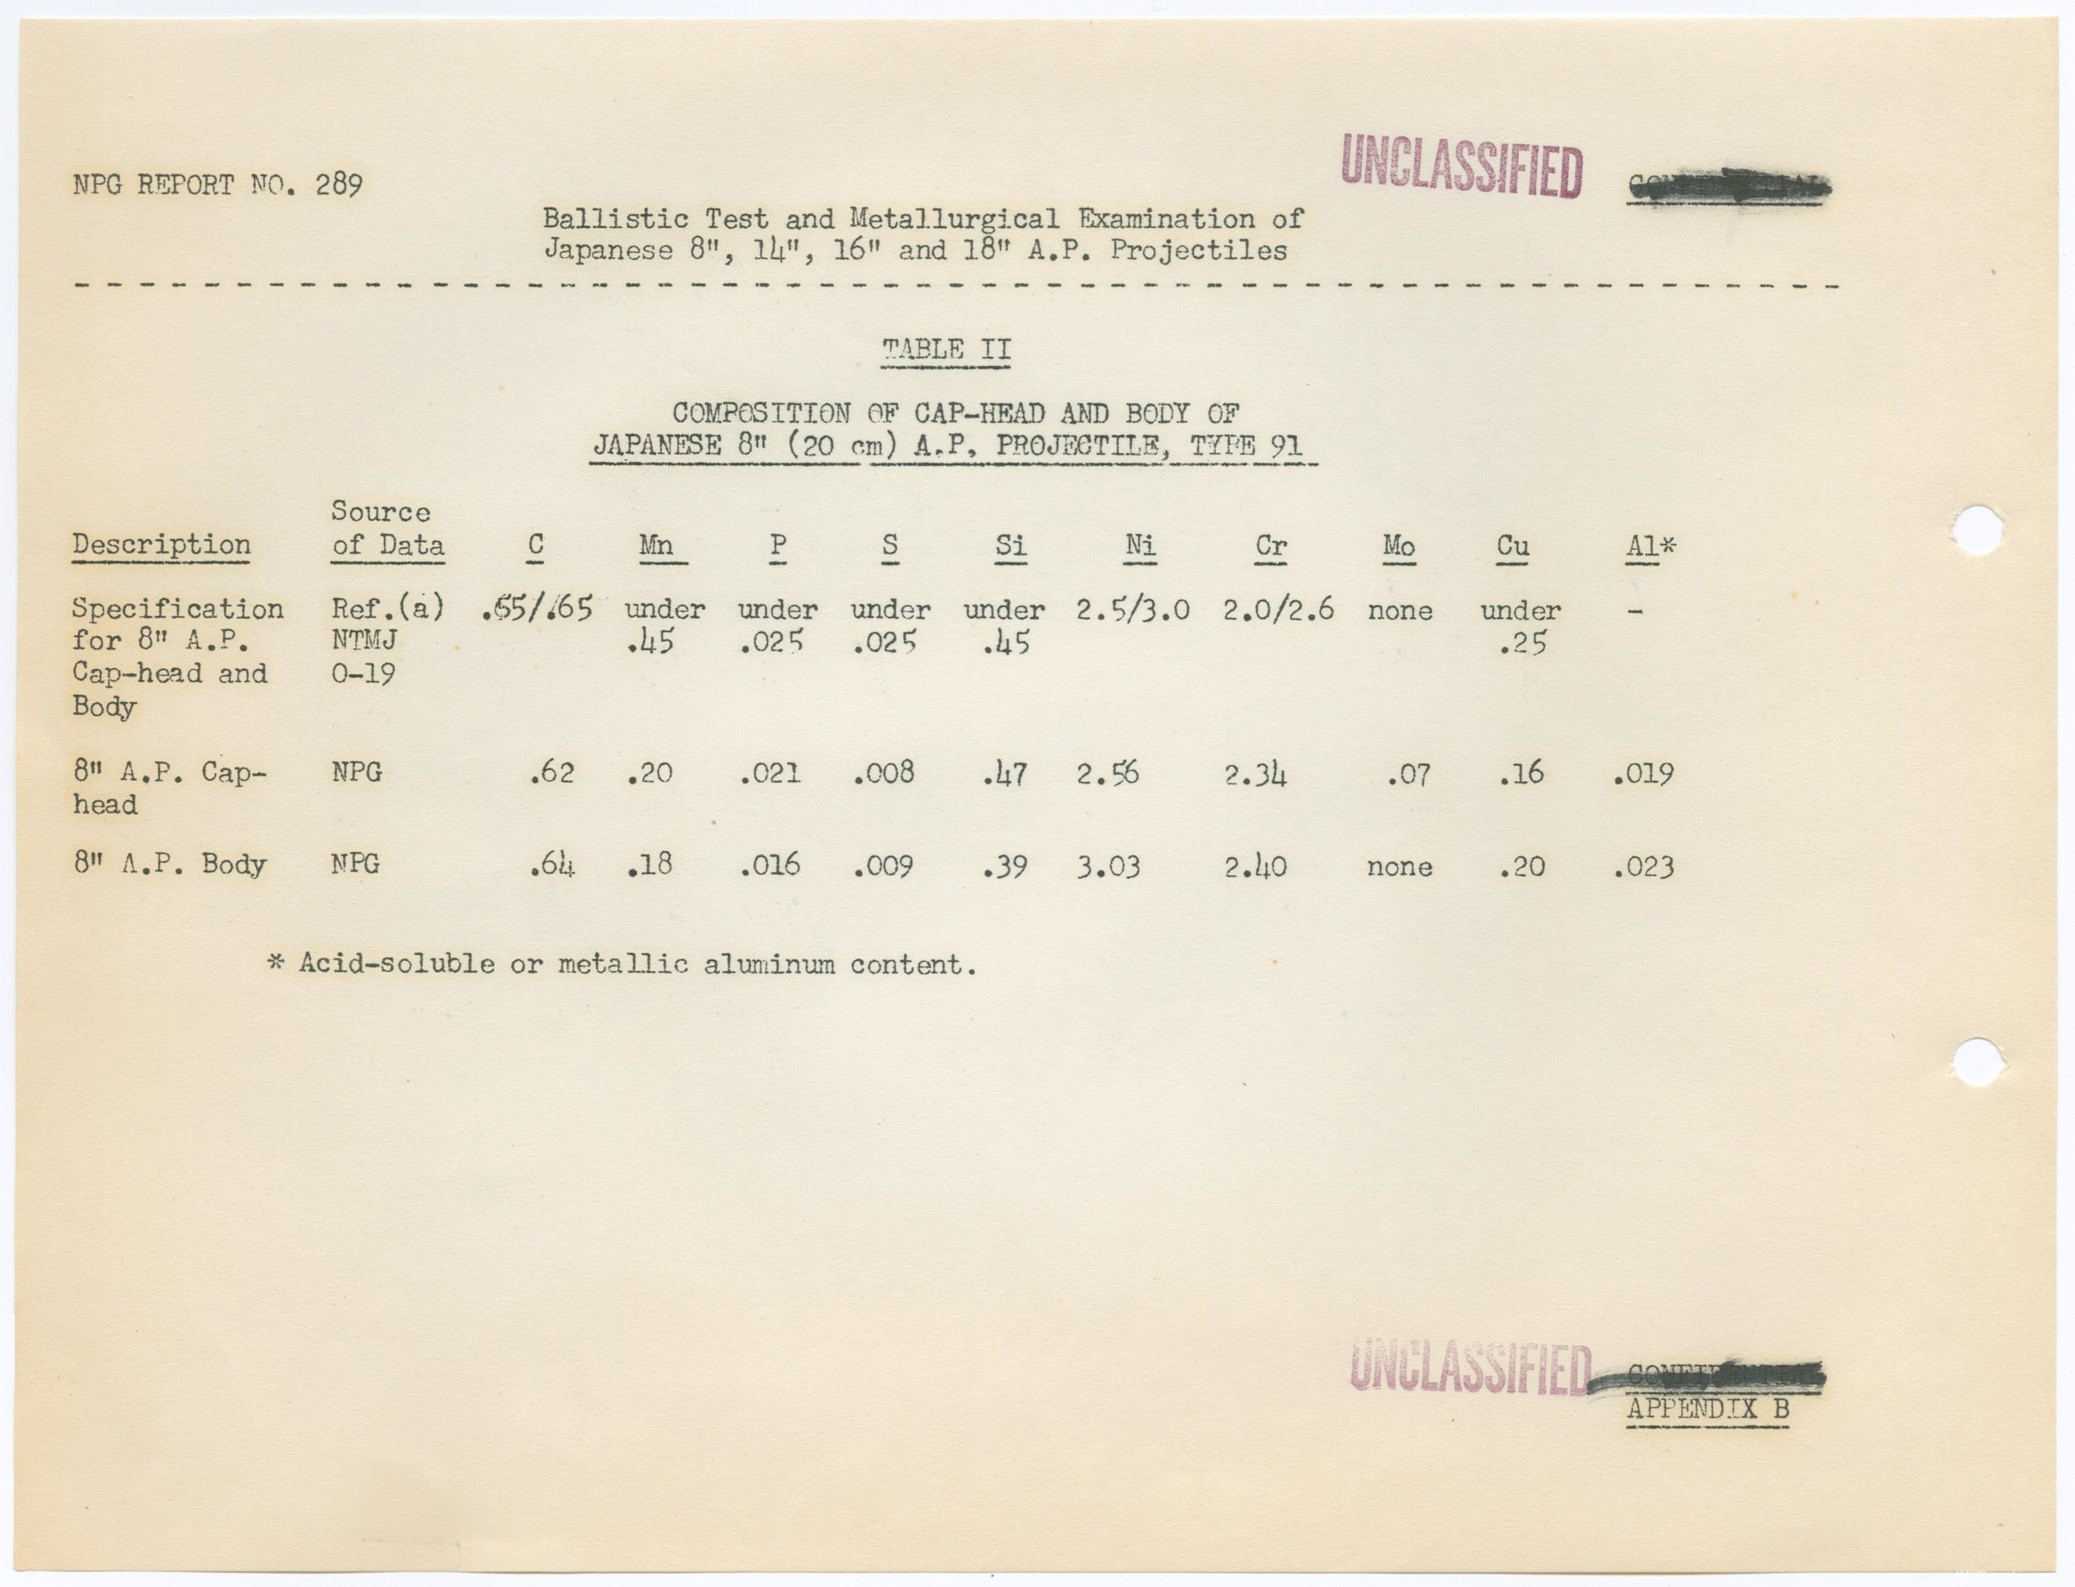 UNCLASSIFIED
NPG REPORT NO. 289
Ballistic Test and Metallurgical Examination of
Japanese 8", 14", 16" and 18" A.P. Projectiles
TABLE II
COMPOSITION OF CAP-HEAD AND BODY OF
JAPANESE 8" (20 cm) A.P. PROJECTILE, TYPE 91
Source
Description of Data C Mn P S Si Ni Cr Mo Cu Al*
Specification Ref.(a) .55/.65 under under under under 2.5/3.0 2.0/2.6 none under -
for 8" A.P. NTMJ .45 .025 .025 .45 .25
Cap-head and O-19
Body
8" A.P. Cap- NPG .62 .20 .021 .008 .47 2.56 2.34 .07 .16 .019
head
8" A.P. Body NPG .64 .18 .016 .009 .39 3.03 2.40 none .20 .023
* Acid-soluble or metallic aluminum content.
UNCLASSIFIED
APPENDIX B